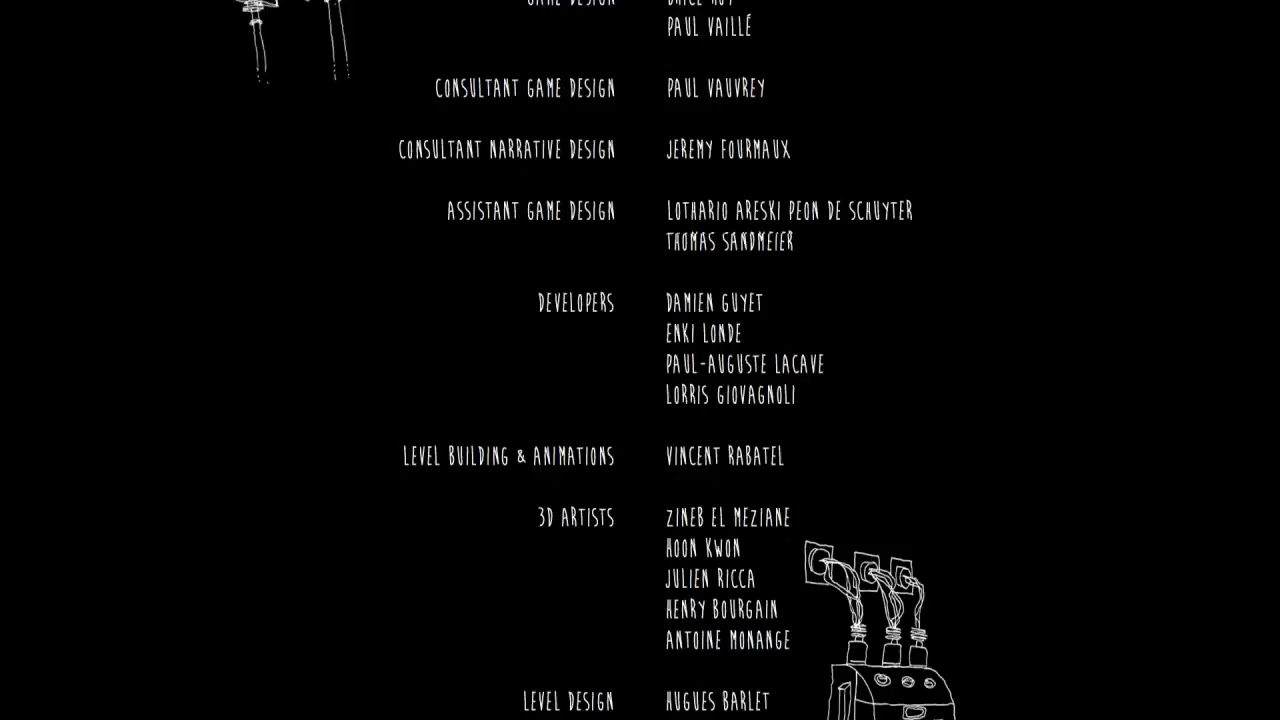 GAME DESIGN
PAUL VAILLÉ
CONSULTANT GAME DESIGN PAUL VAUVREY
CONSULTANT NARRATIVE DESIGN JEREMY FOURMAUX
ASSISTANT GAME DESIGN LOTHARIO ARESKI PEON DE SCHUYTER
THOMAS SANDMEIER
DEVELOPERS DAMIEN GUYET
ENKI LONDE
PAUL-AUGUSTE LACAVE
LORRIS GIOVAGNOLI
LEVEL BUILDING & ANIMATIONS VINCENT RABATEL
3D ARTISTS ZINEB EL MEZIANE
HOON KWON
JULIEN RICCA
HENRY BOURGAIN
ANTOINE MONANGE
LEVEL DESIGN HUGUES BARLET